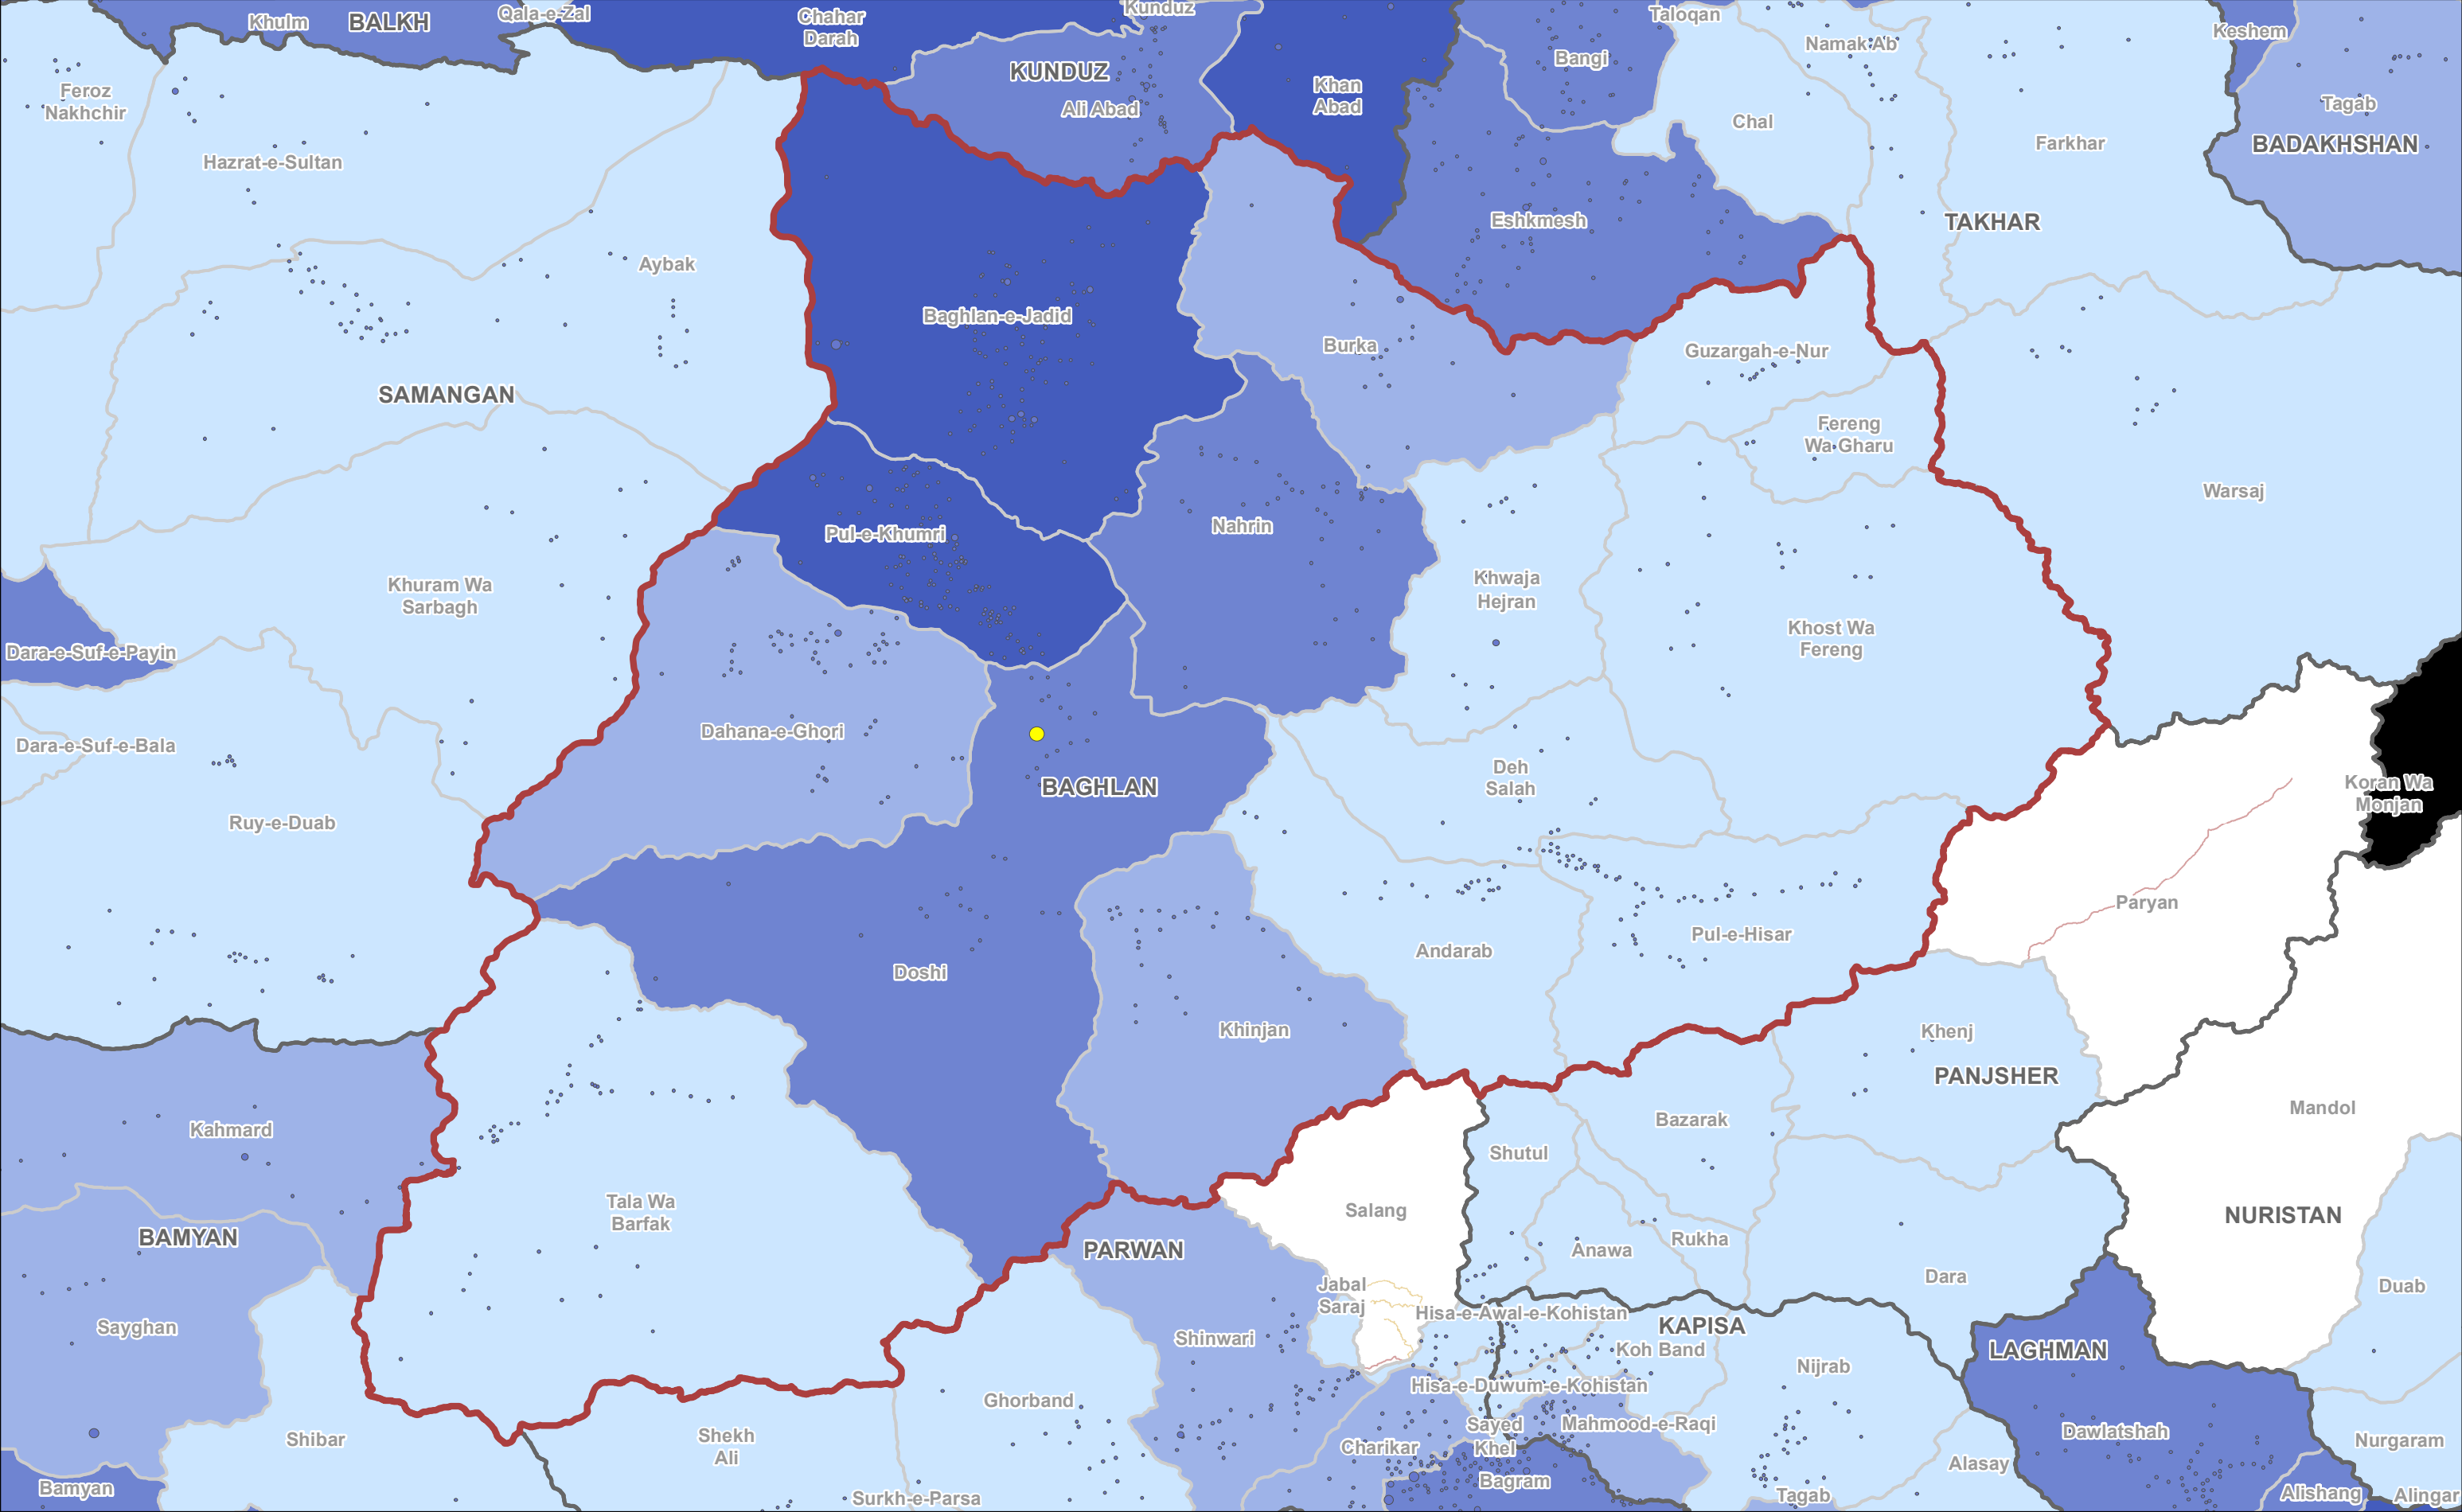 Khulm
BALKH
Qala-e-Zal
Chahar
Darah
Kunduz
Taloqan
Keshem
Feroz
Nakhchir
KUNDUZ
Ali Abad
Khan
Abad
Bangi
Namak Ab
Chal
Tagab
BADAKHSHAN
Hazrat-e-Sultan
Farkhar
Eshkmesh
TAKHAR
Aybak
Baghlan-e-Jadid
Burka
Guzargah-e-Nur
SAMANGAN
Fereng
Wa Gharu
Warsaj
Pul-e-Khumri
Nahrin
Khuram Wa
Sarbagh
Khwaja
Hejran
Khost Wa
Fereng
Dara-e-Suf-e-Payin
Dahana-e-Ghori
Dara-e-Suf-e-Bala
Deh
Salah
BAGHLAN
Koran Wa
Monjan
Ruy-e-Duab
Paryan
Pul-e-Hisar
Andarab
Doshi
Khinjan
Khenj
PANJSHER
Kahmard
Bazarak
Mandol
Shutul
Tala Wa
Barfak
Salang
NURISTAN
BAMYAN
PARWAN
Anawa
Rukha
Dara
Duab
Jabal
Saraj
Hisa-e-Awal-e-Kohistan
KAPISA
Sayghan
Shinwari
Koh Band
LAGHMAN
Nijrab
Hisa-e-Duwum-e-Kohistan
Ghorband
Sayed
Khel
Mahmood-e-Raqi
Dawlatshah
Shibar
Shekh
Ali
Charikar
Nurgaram
Alasay
Bagram
Bamyan
Surkh-e-Parsa
Tagab
Alishang
Alingar